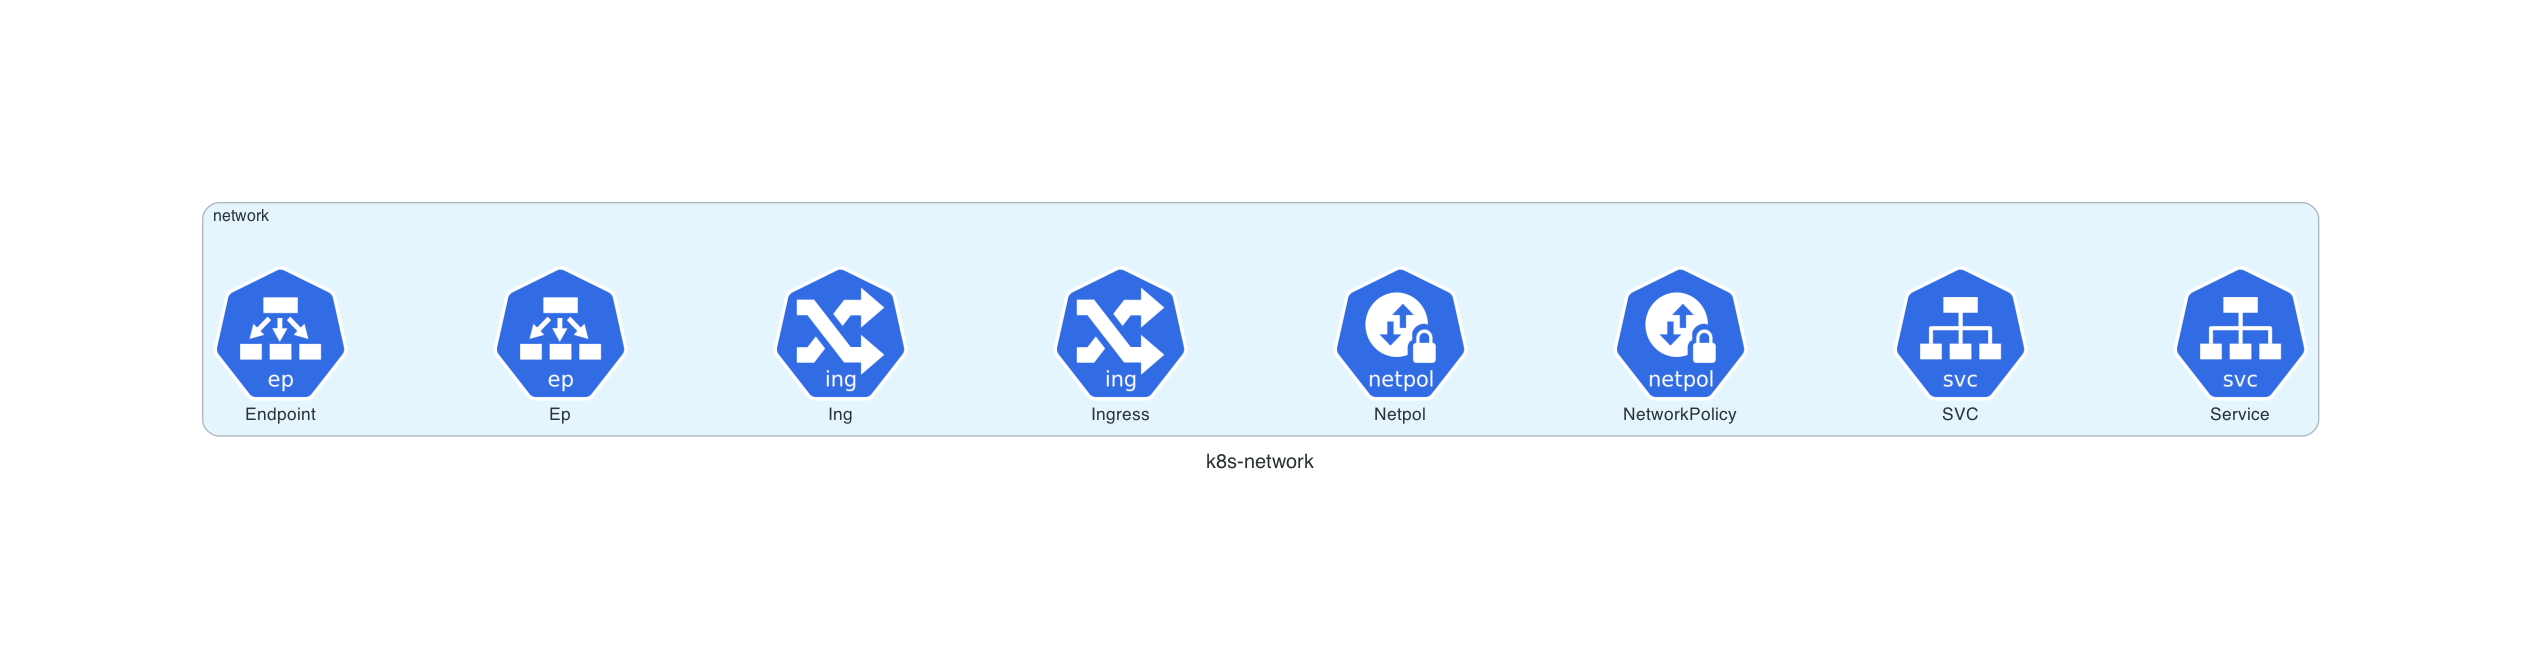 network
ep
ep
ing
ing
netpol
netpol
svc
svc
Endpoint
Ep
Ing
Ingress
Netpol
NetworkPolicy
SVC
Service
k8s-network